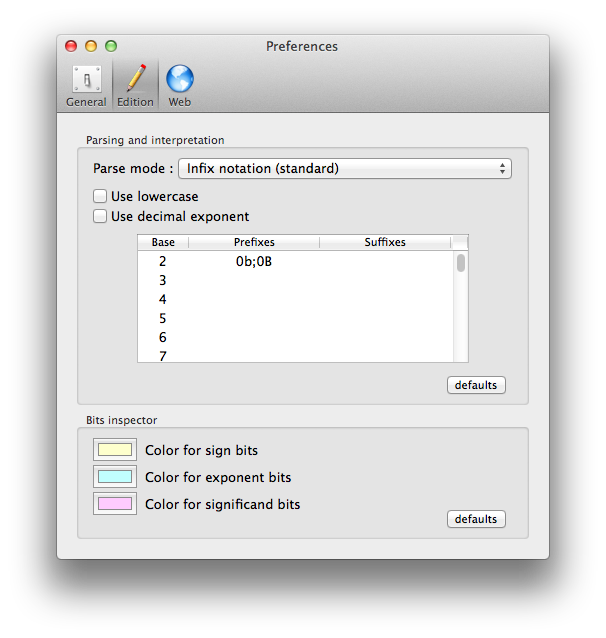 Preferences
General Edition Web
Parsing and interpretation
Parse mode : Infix notation (standard)
Use lowercase
Use decimal exponent
Base Prefixes Suffixes
2 0b;0B
3
4
5
6
7
defaults
Bits inspector
Color for sign bits
Color for exponent bits
Color for significand bits
defaults